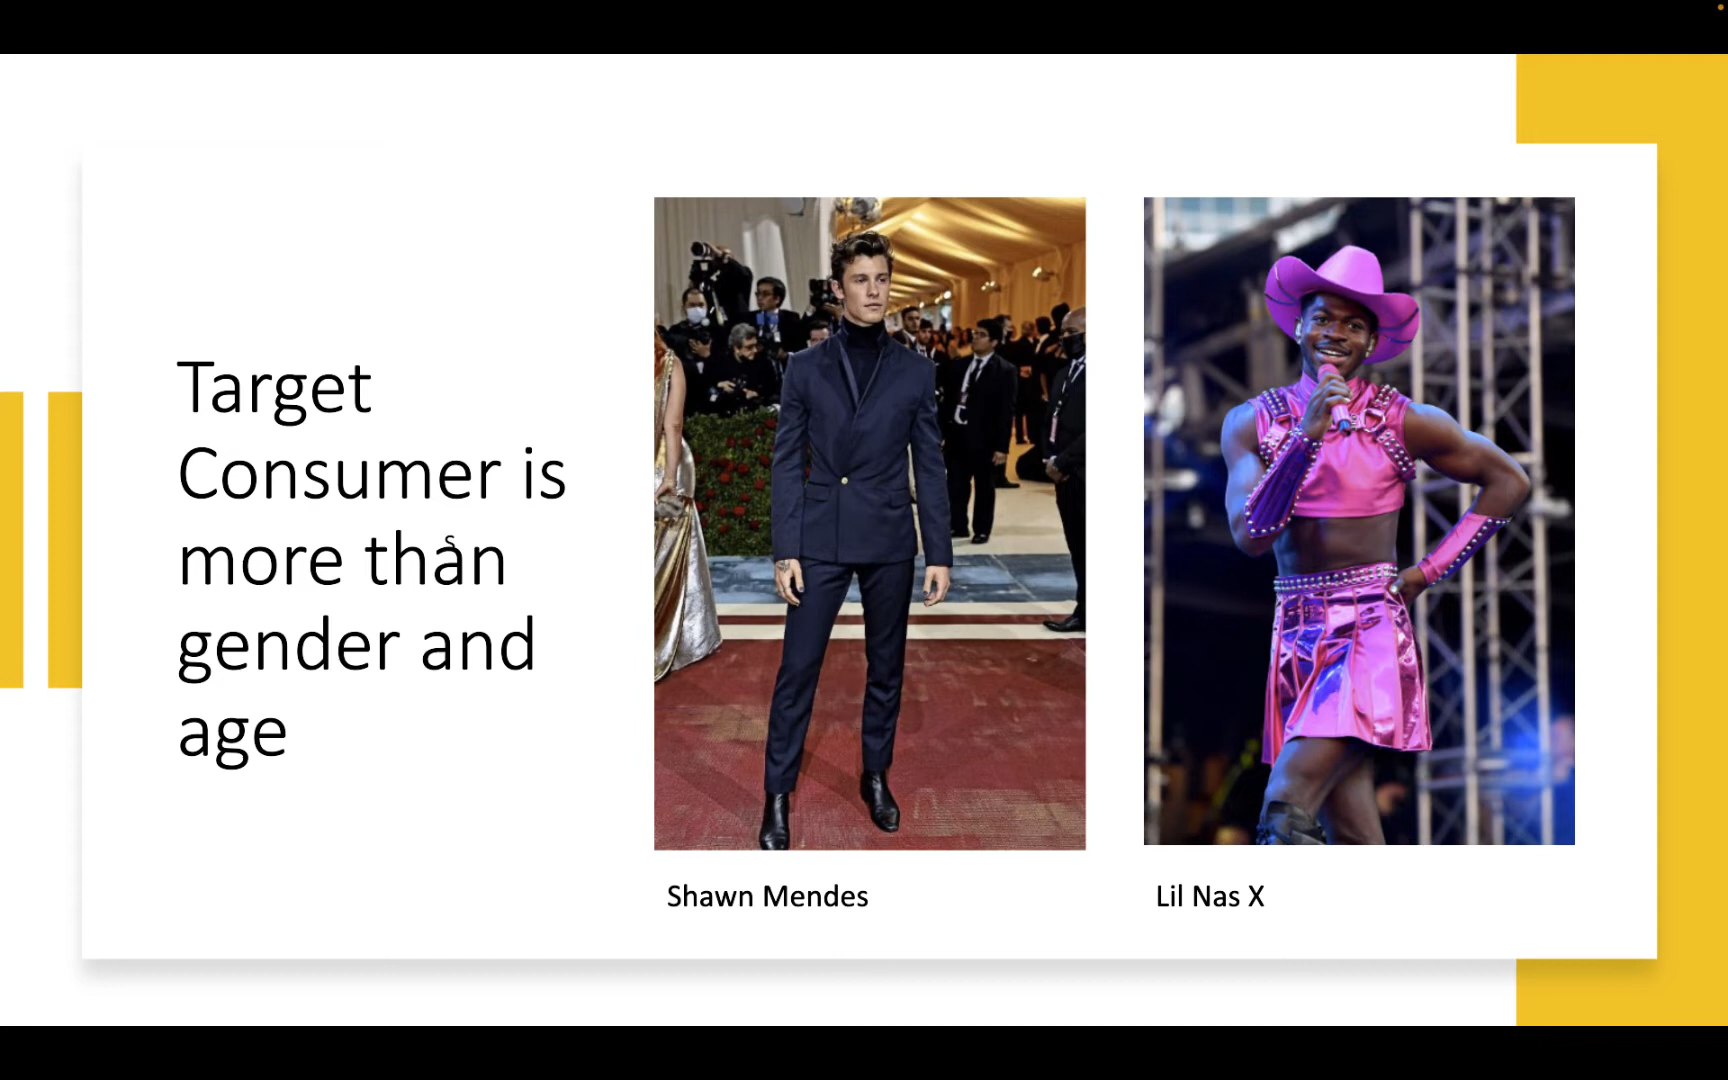 Target
Consumer is
more than
gender and
age
Shawn Mendes
Lil Nas X